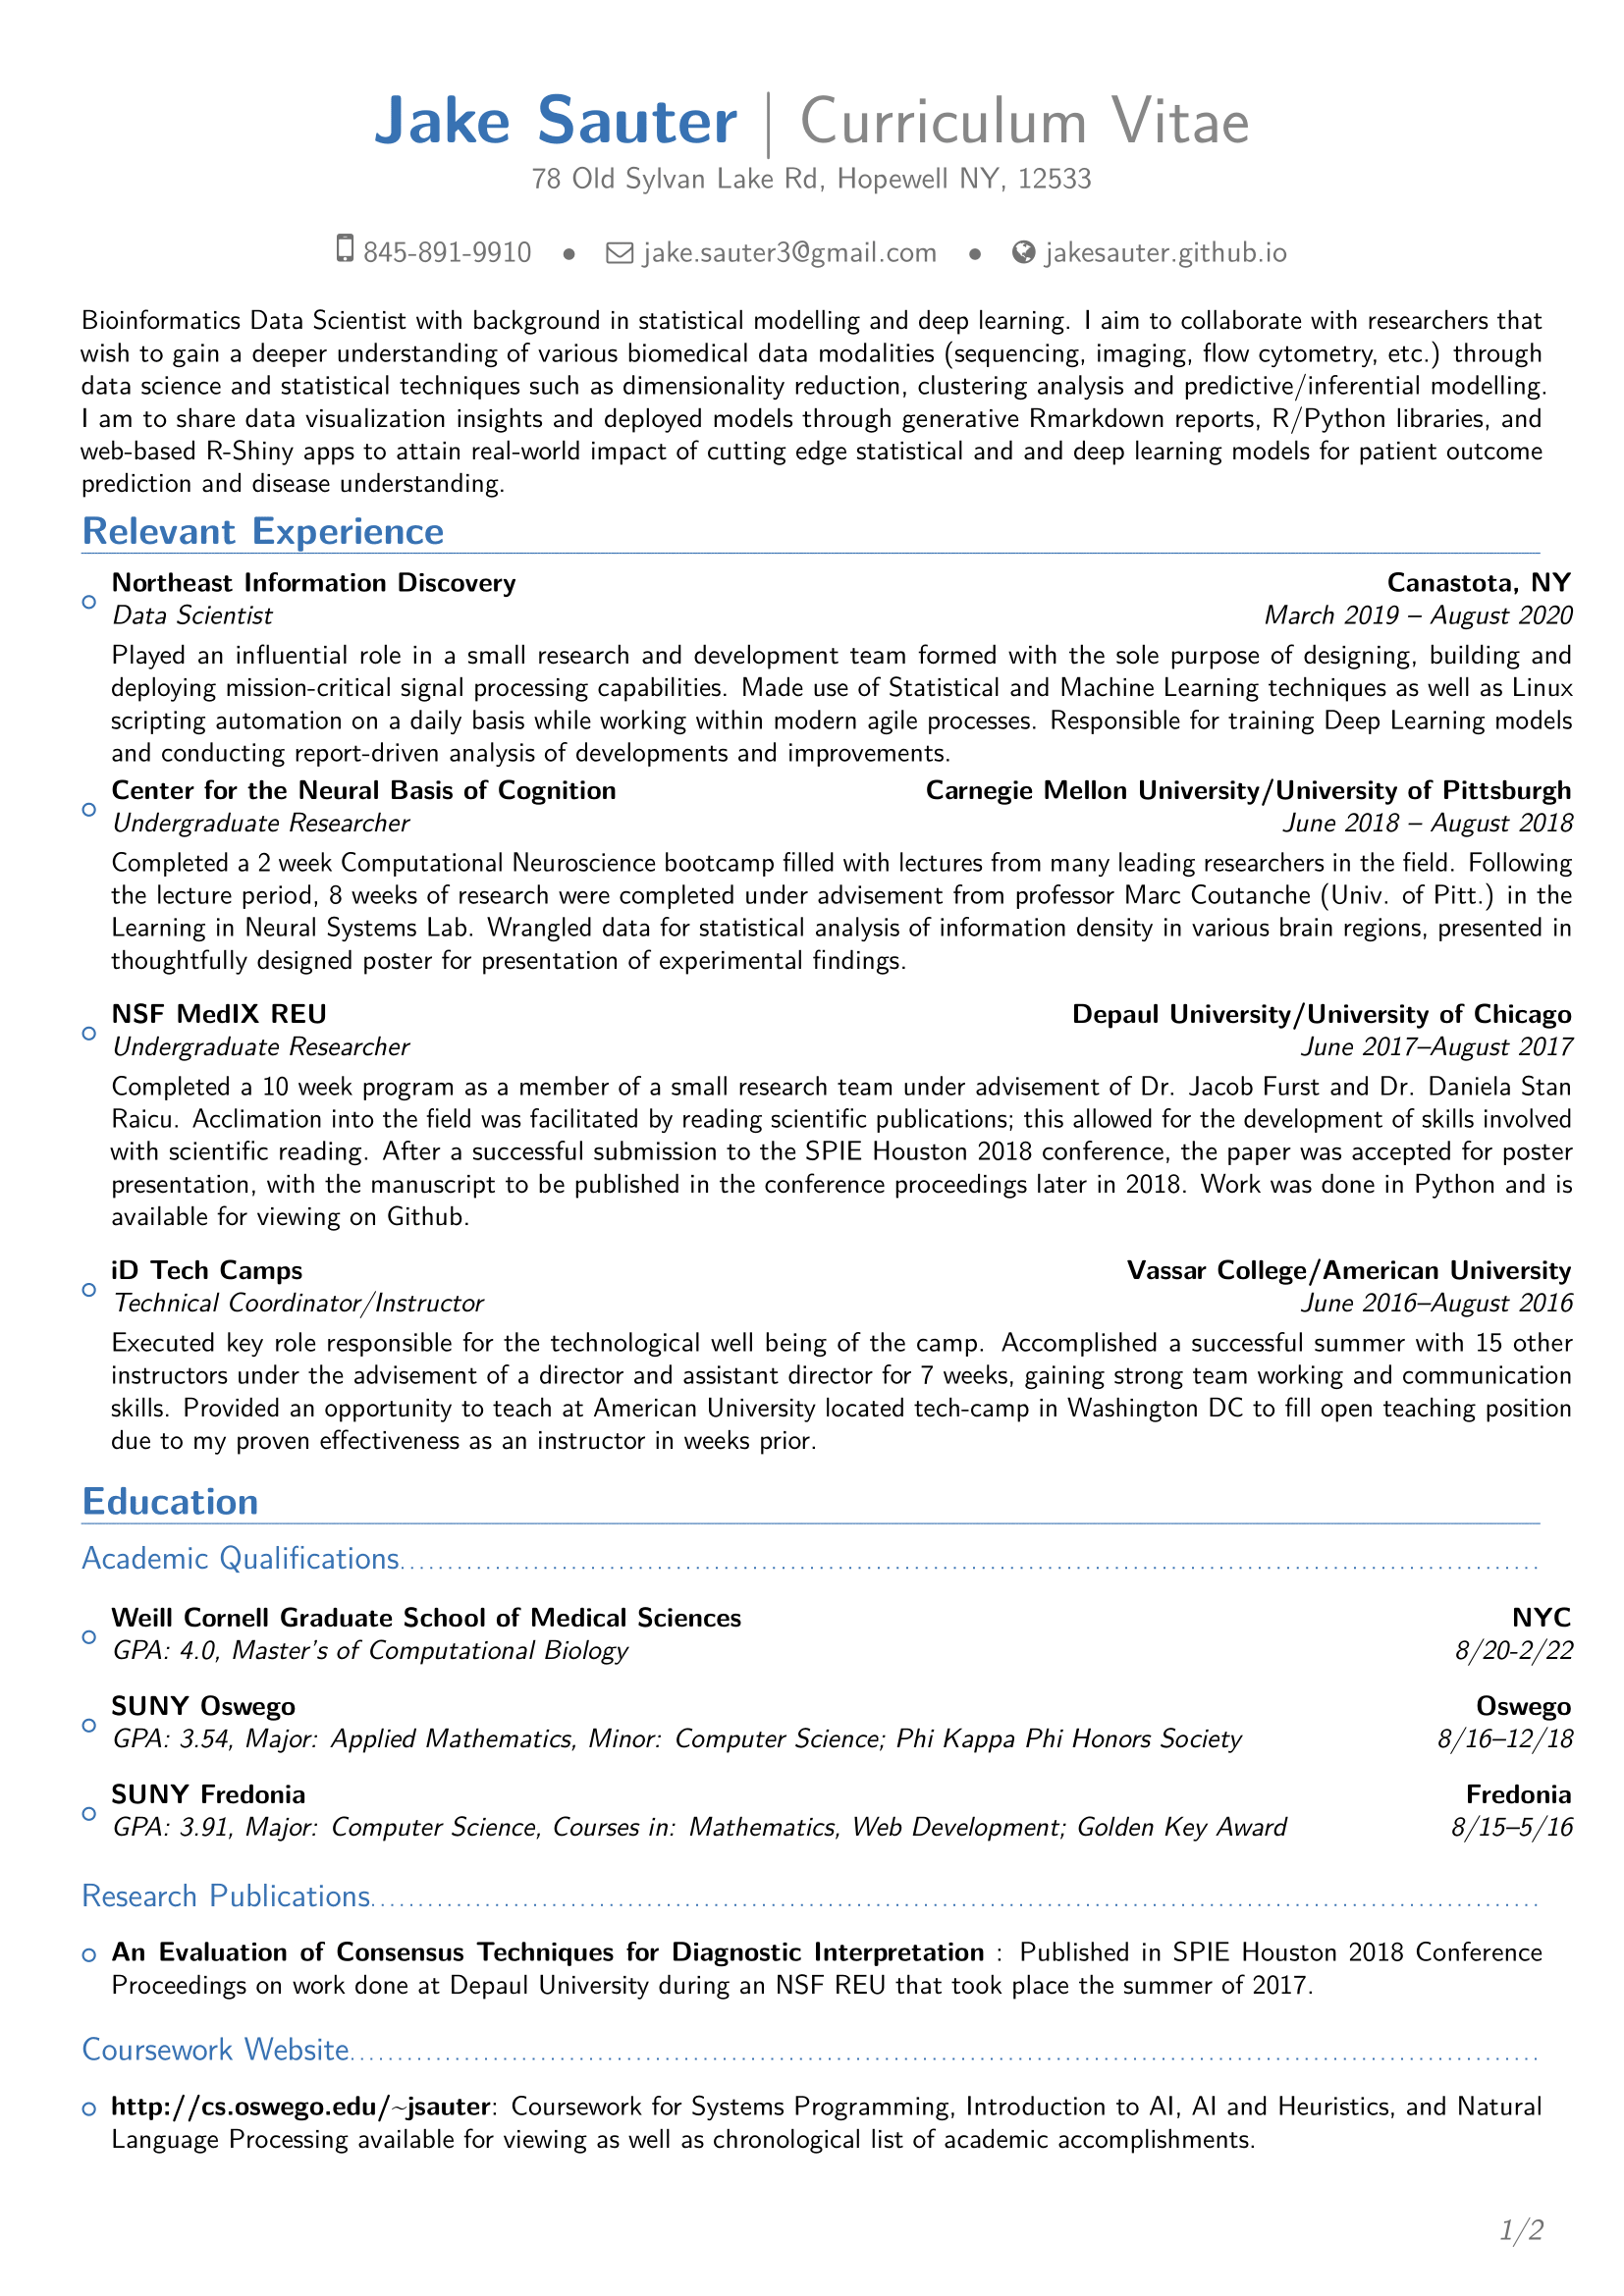 Jake Sauter | Curriculum Vitae
78 Old Sylvan Lake Rd, Hopewell NY, 12533
845-891-9910 • jake.sauter3@gmail.com • jakesauter.github.io
Bioinformatics Data Scientist with background in statistical modelling and deep learning. I aim to collaborate with researchers that
wish to gain a deeper understanding of various biomedical data modalities (sequencing, imaging, flow cytometry, etc.) through
data science and statistical techniques such as dimensionality reduction, clustering analysis and predictive/inferential modelling.
I am to share data visualization insights and deployed models through generative Rmarkdown reports, R/Python libraries, and
web-based R-Shiny apps to attain real-world impact of cutting edge statistical and and deep learning models for patient outcome
prediction and disease understanding.
Relevant Experience
Northeast Information Discovery Canastota, NY
Data Scientist March 2019 – August 2020
Played an influential role in a small research and development team formed with the sole purpose of designing, building and
deploying mission-critical signal processing capabilities. Made use of Statistical and Machine Learning techniques as well as Linux
scripting automation on a daily basis while working within modern agile processes. Responsible for training Deep Learning models
and conducting report-driven analysis of developments and improvements.
Center for the Neural Basis of Cognition Carnegie Mellon University/University of Pittsburgh
Undergraduate Researcher June 2018 – August 2018
Completed a 2 week Computational Neuroscience bootcamp filled with lectures from many leading researchers in the field. Following
the lecture period, 8 weeks of research were completed under advisement from professor Marc Coutanche (Univ. of Pitt.) in the
Learning in Neural Systems Lab. Wrangled data for statistical analysis of information density in various brain regions, presented in
thoughtfully designed poster for presentation of experimental findings.
NSF MedIX REU Depaul University/University of Chicago
Undergraduate Researcher June 2017–August 2017
Completed a 10 week program as a member of a small research team under advisement of Dr. Jacob Furst and Dr. Daniela Stan
Raicu. Acclimation into the field was facilitated by reading scientific publications; this allowed for the development of skills involved
with scientific reading. After a successful submission to the SPIE Houston 2018 conference, the paper was accepted for poster
presentation, with the manuscript to be published in the conference proceedings later in 2018. Work was done in Python and is
available for viewing on Github.
iD Tech Camps Vassar College/American University
Technical Coordinator/Instructor June 2016–August 2016
Executed key role responsible for the technological well being of the camp. Accomplished a successful summer with 15 other
instructors under the advisement of a director and assistant director for 7 weeks, gaining strong team working and communication
skills. Provided an opportunity to teach at American University located tech-camp in Washington DC to fill open teaching position
due to my proven effectiveness as an instructor in weeks prior.
Education
Academic Qualifications
Weill Cornell Graduate School of Medical Sciences NYC
GPA: 4.0, Master's of Computational Biology 8/20-2/22
SUNY Oswego Oswego
GPA: 3.54, Major: Applied Mathematics, Minor: Computer Science; Phi Kappa Phi Honors Society 8/16–12/18
SUNY Fredonia Fredonia
GPA: 3.91, Major: Computer Science, Courses in: Mathematics, Web Development; Golden Key Award 8/15–5/16
Research Publications
An Evaluation of Consensus Techniques for Diagnostic Interpretation : Published in SPIE Houston 2018 Conference
Proceedings on work done at Depaul University during an NSF REU that took place the summer of 2017.
Coursework Website
http://cs.oswego.edu/~jsauter: Coursework for Systems Programming, Introduction to AI, AI and Heuristics, and Natural
Language Processing available for viewing as well as chronological list of academic accomplishments.
1/2